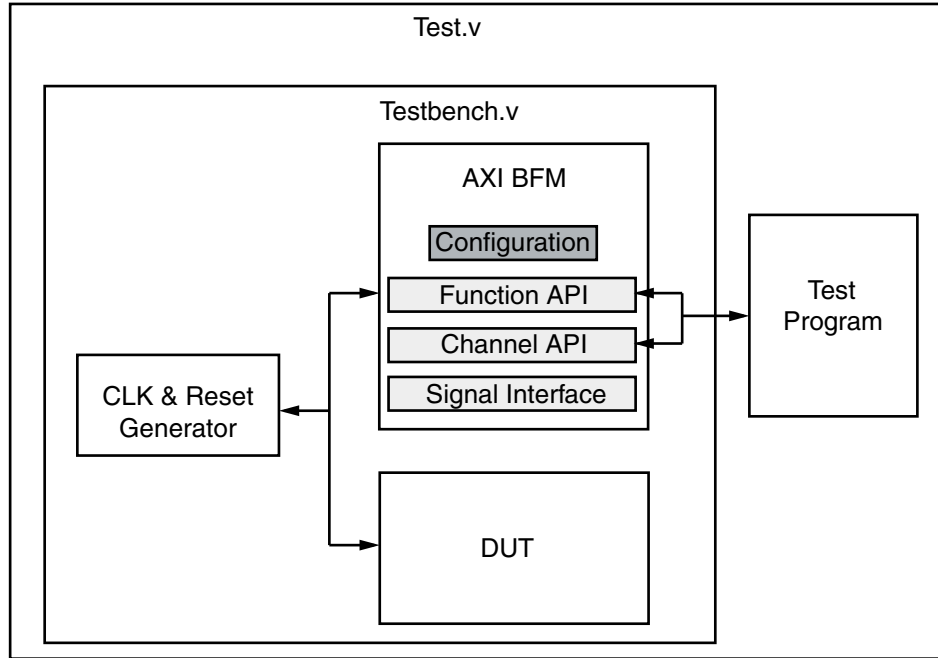 Test.v
Testbench.v
AXI BFM
Configuration
Function API
Channel API
Signal Interface
CLK & Reset
Generator
Test
Program
DUT